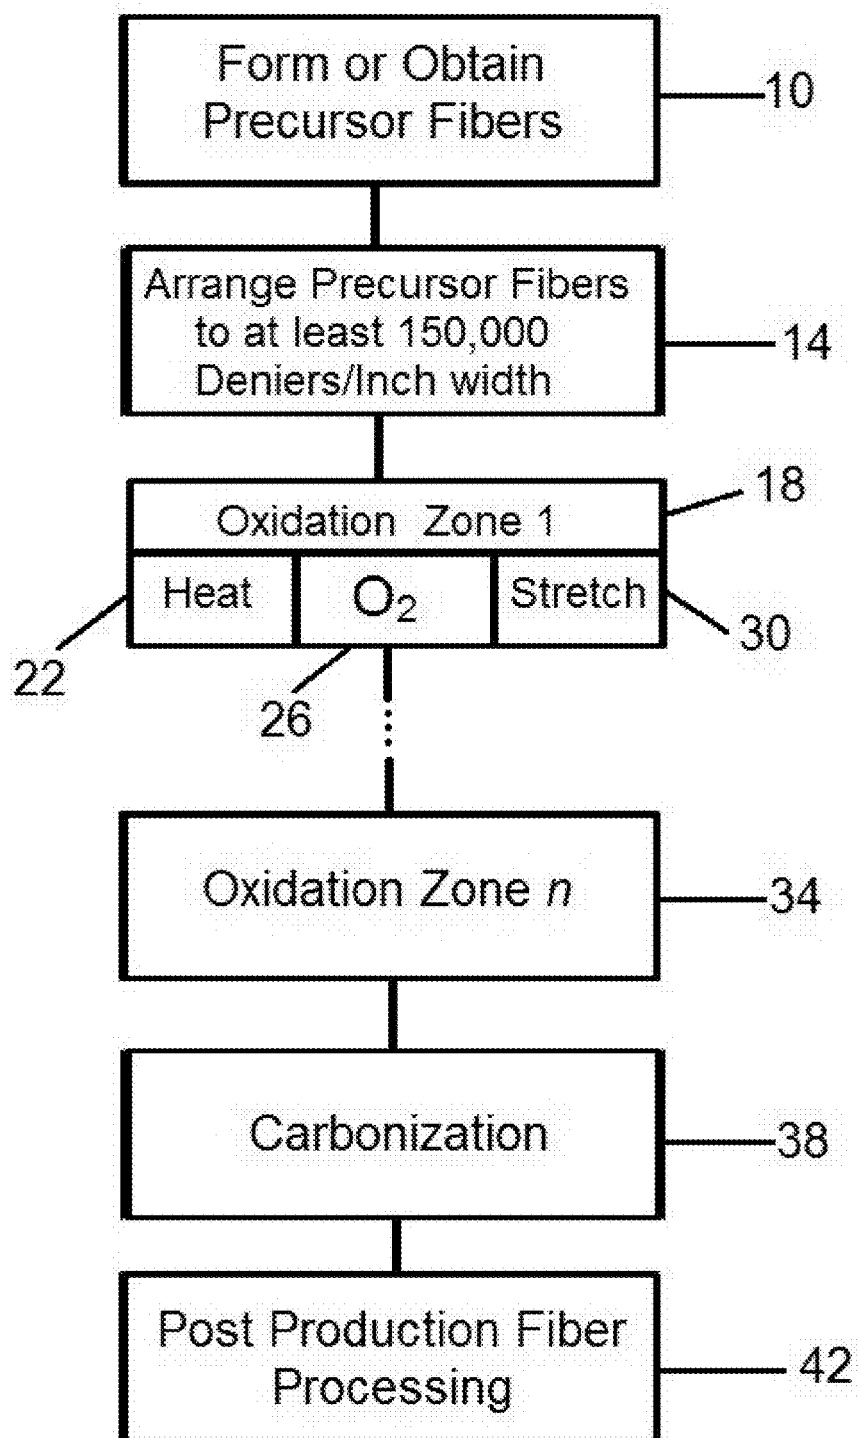 Form or Obtain
Precursor Fibers
10
Arrange Precursor Fibers
to at least 150,000
Deniers/Inch width
14
18
Oxidation Zone 1
Heat
O₂
Stretch
22
26
30
Oxidation Zone n
34
Carbonization
38
Post Production Fiber
Processing
42